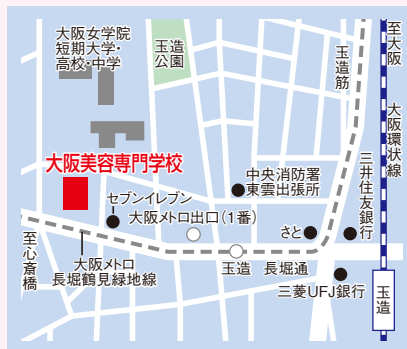 大阪女学院
短期大学・
高校・中学
玉造
公園
玉造筋
至大阪
大阪環状線
大阪美容専門学校
中央消防署
東雲出張所
三井住友銀行
セブンイレブン
大阪メトロ出口(1番)
さと
至心斎橋
大阪メトロ
長堀鶴見緑地線
玉造
長堀通
三菱UFJ銀行
玉造